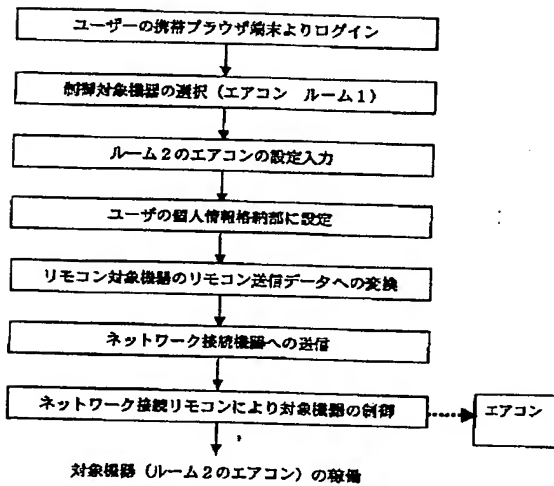 ユーザーの携帯ブラウザ端末よりログイン
制御対象機器の選択（エアコン　ルーム１）
ルーム２のエアコンの設定入力
ユーザの個人情報格納部に設定
リモコン対象機器のリモコン送信データへの変換
ネットワーク接続機器への送信
ネットワーク接続リモコンにより対象機器の制御
エアコン
対象機器（ルーム２のエアコン）の稼働